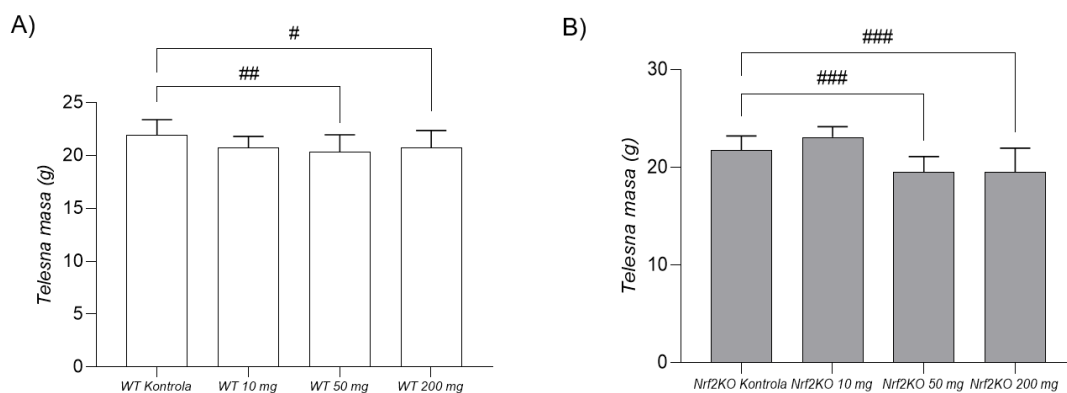 A)
#
##
25
20
15
10
5
0
Telesna masa (g)
WT Kontrola WT 10 mg WT 50 mg WT 200 mg
B)
###
###
30
20
10
0
Telesna masa (g)
Nrf2KO Kontrola Nrf2KO 10 mg Nrf2KO 50 mg Nrf2KO 200 mg